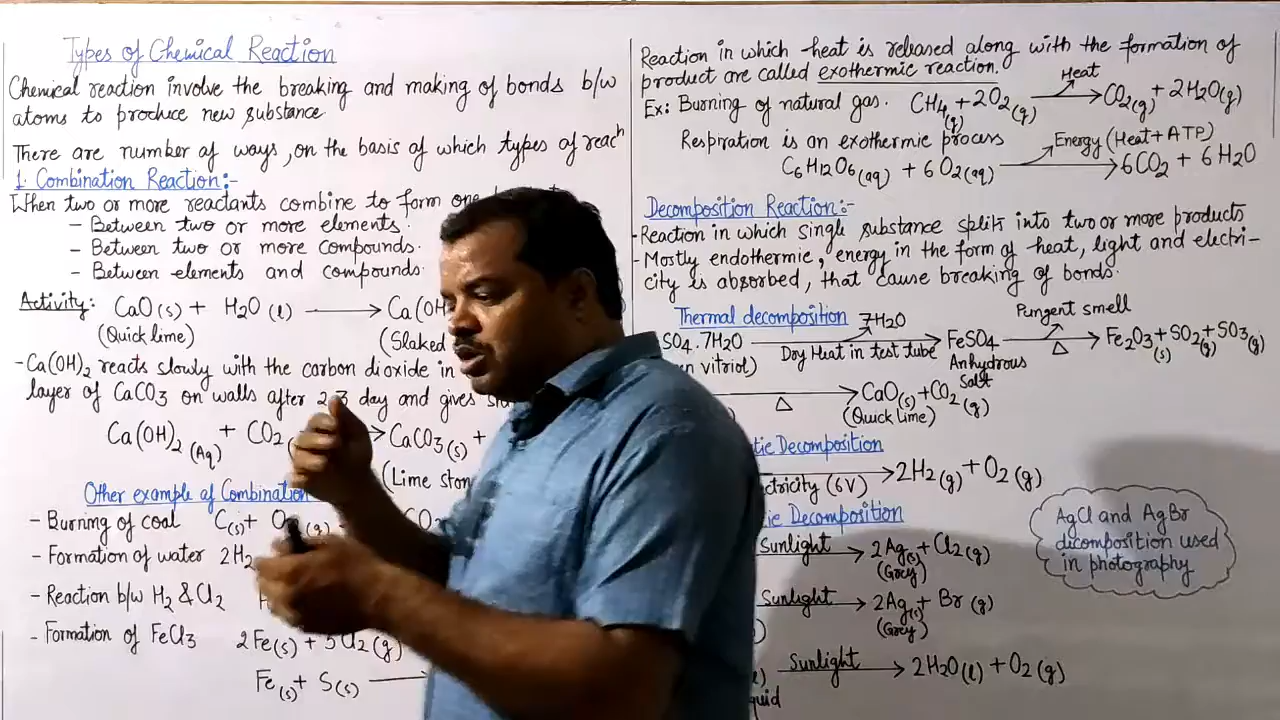 Types of Chemical Reaction
Chemical reaction involve the breaking and making of bonds b/w
atoms to produce new substance.
There are number of ways, on the basis of which types of reacⁿ
1. Combination Reaction:-
When two or more reactants combine to form one
- Between two or more elements.
- Between two or more compounds.
- Between elements and compounds.
Activity: CaO(s) + H2O (l) ⟶ Ca(OH
(Quick lime) (Slaked
- Ca(OH)2 reacts slowly with the carbon dioxide in
layer of CaCO3 on walls after 2-3 day and gives
Ca(OH)2 (Aq) + CO2 ( → CaCO3(s) +
(Lime ston
Other example of Combination
- Burning of coal C(s) + O2 (g) CO2
- Formation of water 2H2
- Reaction b/w H2 & Cl2 H
- Formation of FeCl3 2Fe(s) + 5Cl2(g)
Fe(s) + S(s) ⟶
Reaction in which heat is released along with the formation of
product are called exothermic reaction.
Heat
Ex: Burning of natural gas. CH4(g) + 2O2(g) ⟶ CO2(g) + 2H2O(g)
Respiration is an exothermic process Energy (Heat + ATP)
C6H12O6(aq) + 6O2(aq) ⟶ 6CO2 + 6H2O
Decomposition Reaction:-
- Reaction in which single substance splits into two or more products
- Mostly endothermic, energy in the form of heat, light and electri-
city is absorbed, that cause breaking of bonds.
Thermal decomposition 7H2O Pungent smell
SO4.7H2O ⟶ FeSO4 ⟶ Fe2O3(s) + SO2(g) + SO3(g)
n vitriol) Dry Heat in test tube Anhydrous Salt Δ
⟶ CaO(s) + CO2(g)
Δ (Quick lime)
tic Decomposition
⟶ 2H2(g) + O2(g)
ctricity (6V)
ic Decomposition
Sunlight ⟶ 2Ag(s) + Cl2(g)
(Grey)
Sunlight ⟶ 2Ag(s) + Br (g)
(Grey)
Sunlight ⟶ 2H2O(l) + O2(g)
quid
AgCl and AgBr
dicomposition used
in photography